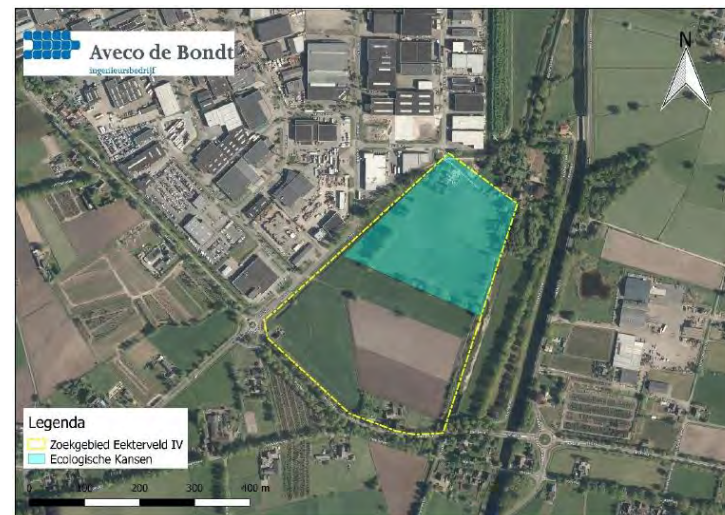 Aveco de Bondt
ingenieursbedrijf
N
Legenda
Zoekgebied Eekterveld IV
Ecologische Kansen
0 100 200 300 400 m